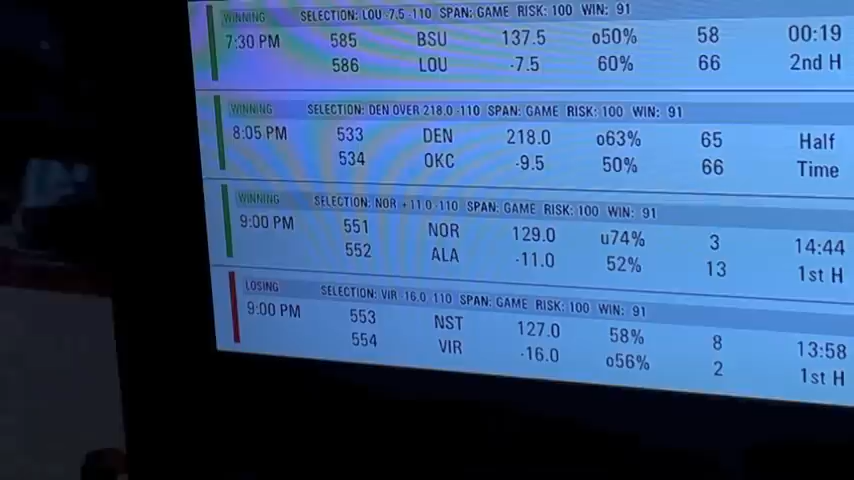 WINNING SELECTION: LOU -7.5 -110 SPAN: GAME RISK: 100 WIN: 91
7:30 PM 585 BSU 137.5 o50% 58 00:19
586 LOU -7.5 60% 66 2nd H
WINNING SELECTION: DEN OVER 218.0 -110 SPAN: GAME RISK: 100 WIN: 91
8:05 PM 533 DEN 218.0 o63% 65 Half
534 OKC -9.5 50% 66 Time
WINNING SELECTION: NOR +11.0 -110 SPAN: GAME RISK: 100 WIN: 91
9:00 PM 551 NOR 129.0 u74% 3 14:44
552 ALA -11.0 52% 13 1st H
LOSING SELECTION: VIR -16.0 -110 SPAN: GAME RISK: 100 WIN: 91
9:00 PM 553 NST 127.0 58% 8 13:58
554 VIR -16.0 o56% 2 1st H